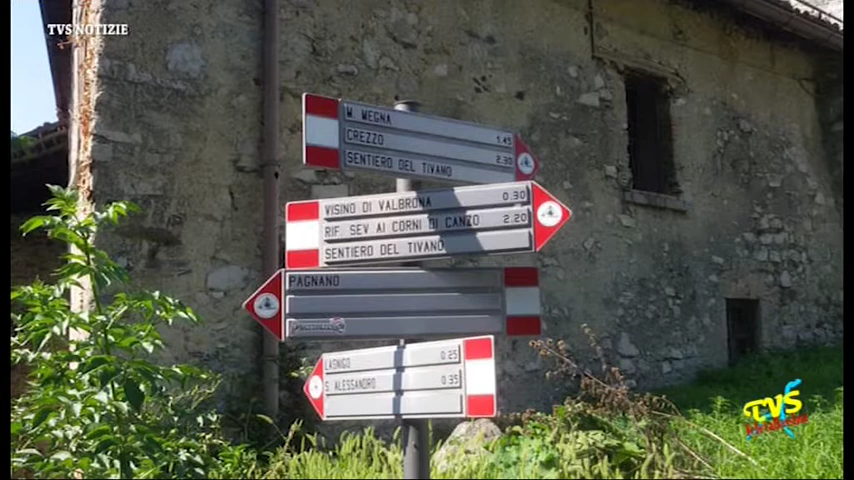 TVS NOTIZIE
M. MEGNA 1.45
CREZZO 2.30
SENTIERO DEL TIVANO
VISINO DI VALBRONA 0.30
RIF. SEV AI CORNI DI CANZO 2.20
SENTIERO DEL TIVANO
PAGNANO
LASNIGO 0.25
S. ALESSANDRO 0.35
TVS